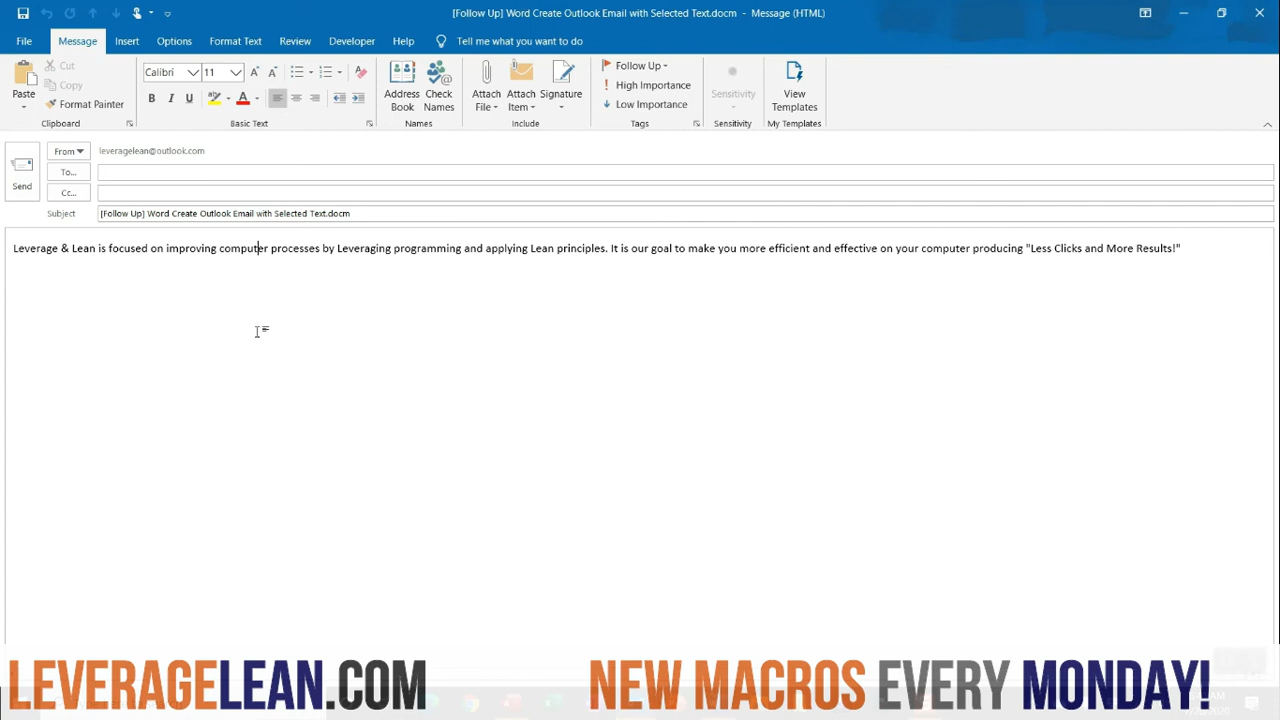 [Follow Up] Word Create Outlook Email with Selected Text.docm - Message (HTML)
File Message Insert Options Format Text Review Developer Help Tell me what you want to do
Paste
Cut
Copy
Format Painter
Clipboard
Calibri 11
B I U A
Basic Text
Address Book
Check Names
Names
Attach File
Attach Item
Signature
Include
Follow Up
High Importance
Low Importance
Tags
Sensitivity
Sensitivity
View Templates
My Templates
Send
From leveragelean@outlook.com
To...
Cc...
Subject [Follow Up] Word Create Outlook Email with Selected Text.docm
Leverage & Lean is focused on improving computer processes by Leveraging programming and applying Lean principles. It is our goal to make you more efficient and effective on your computer producing "Less Clicks and More Results!"
LEVERAGELEAN.COM NEW MACROS EVERY MONDAY!